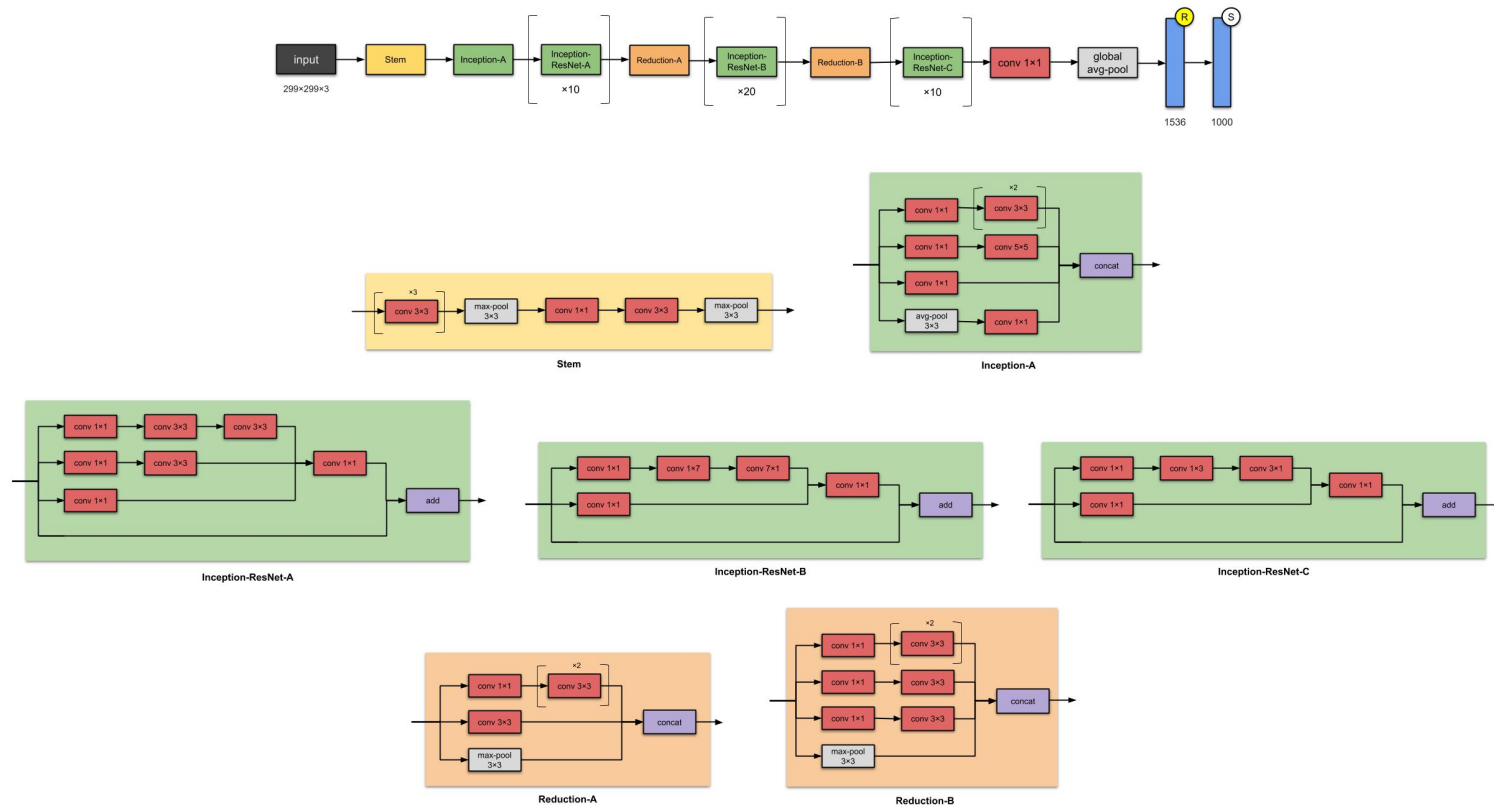 R
S
input
Stem
Inception-A
Inception-
ResNet-A
Reduction-A
Inception-
ResNet-B
Reduction-B
Inception-
ResNet-C
conv 1×1
global
avg-pool
299×299×3
×10
×20
×10
1536
1000
×2
conv 1×1
conv 3×3
conv 1×1
conv 5×5
concat
conv 1×1
avg-pool
3×3
conv 1×1
Inception-A
×3
conv 3×3
max-pool
3×3
conv 1×1
conv 3×3
max-pool
3×3
Stem
conv 1×1
conv 3×3
conv 3×3
conv 1×1
conv 3×3
conv 1×1
conv 1×1
add
Inception-ResNet-A
conv 1×1
conv 1×7
conv 7×1
conv 1×1
conv 1×1
add
Inception-ResNet-B
conv 1×1
conv 1×3
conv 3×1
conv 1×1
conv 1×1
add
Inception-ResNet-C
×2
conv 1×1
conv 3×3
conv 3×3
concat
max-pool
3×3
Reduction-A
×2
conv 1×1
conv 3×3
conv 1×1
conv 3×3
concat
conv 1×1
conv 3×3
max-pool
3×3
Reduction-B